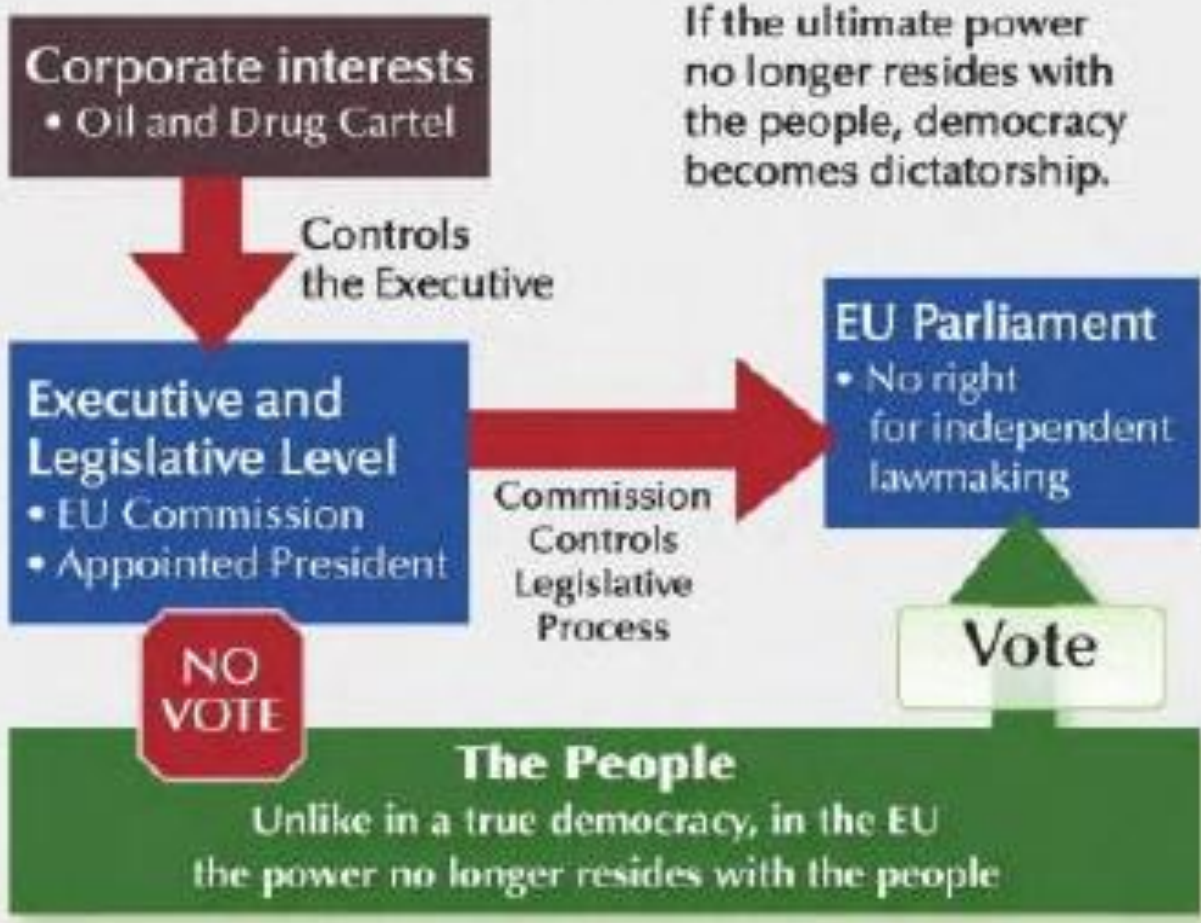 Corporate interests
• Oil and Drug Cartel
If the ultimate power
no longer resides with
the people, democracy
becomes dictatorship.
Controls
the Executive
Executive and
Legislative Level
• EU Commission
• Appointed President
Commission
Controls
Legislative
Process
EU Parliament
• No right
for independent
lawmaking
NO
VOTE
Vote
The People
Unlike in a true democracy, in the EU
the power no longer resides with the people